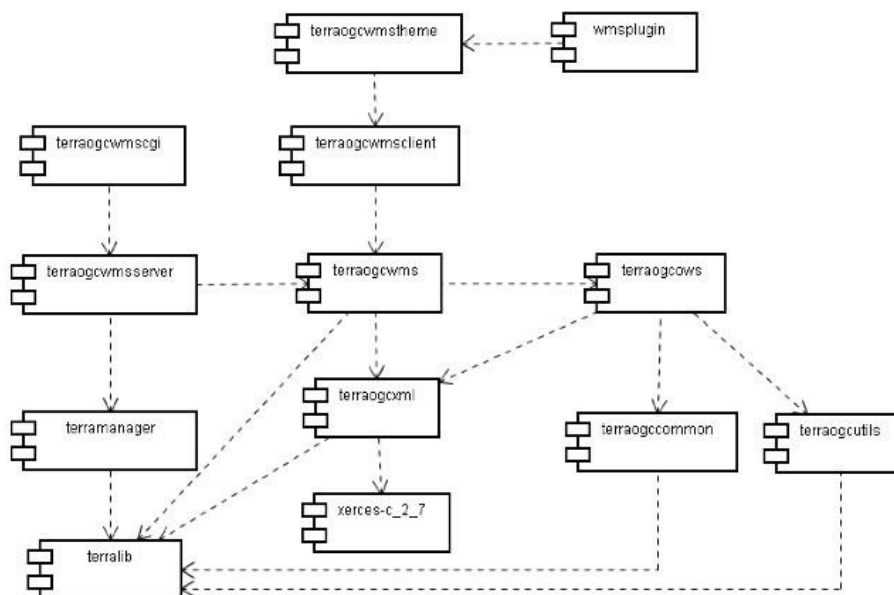 terraogcwmstheme
wmsplugin
terraogcwmscgi
terraogcwmsclient
terraogcwmsserver
terraogcwms
terraogcows
terraogcxml
terramanager
terraogccommon
terraogcutils
xerces-c_2_7
terralib